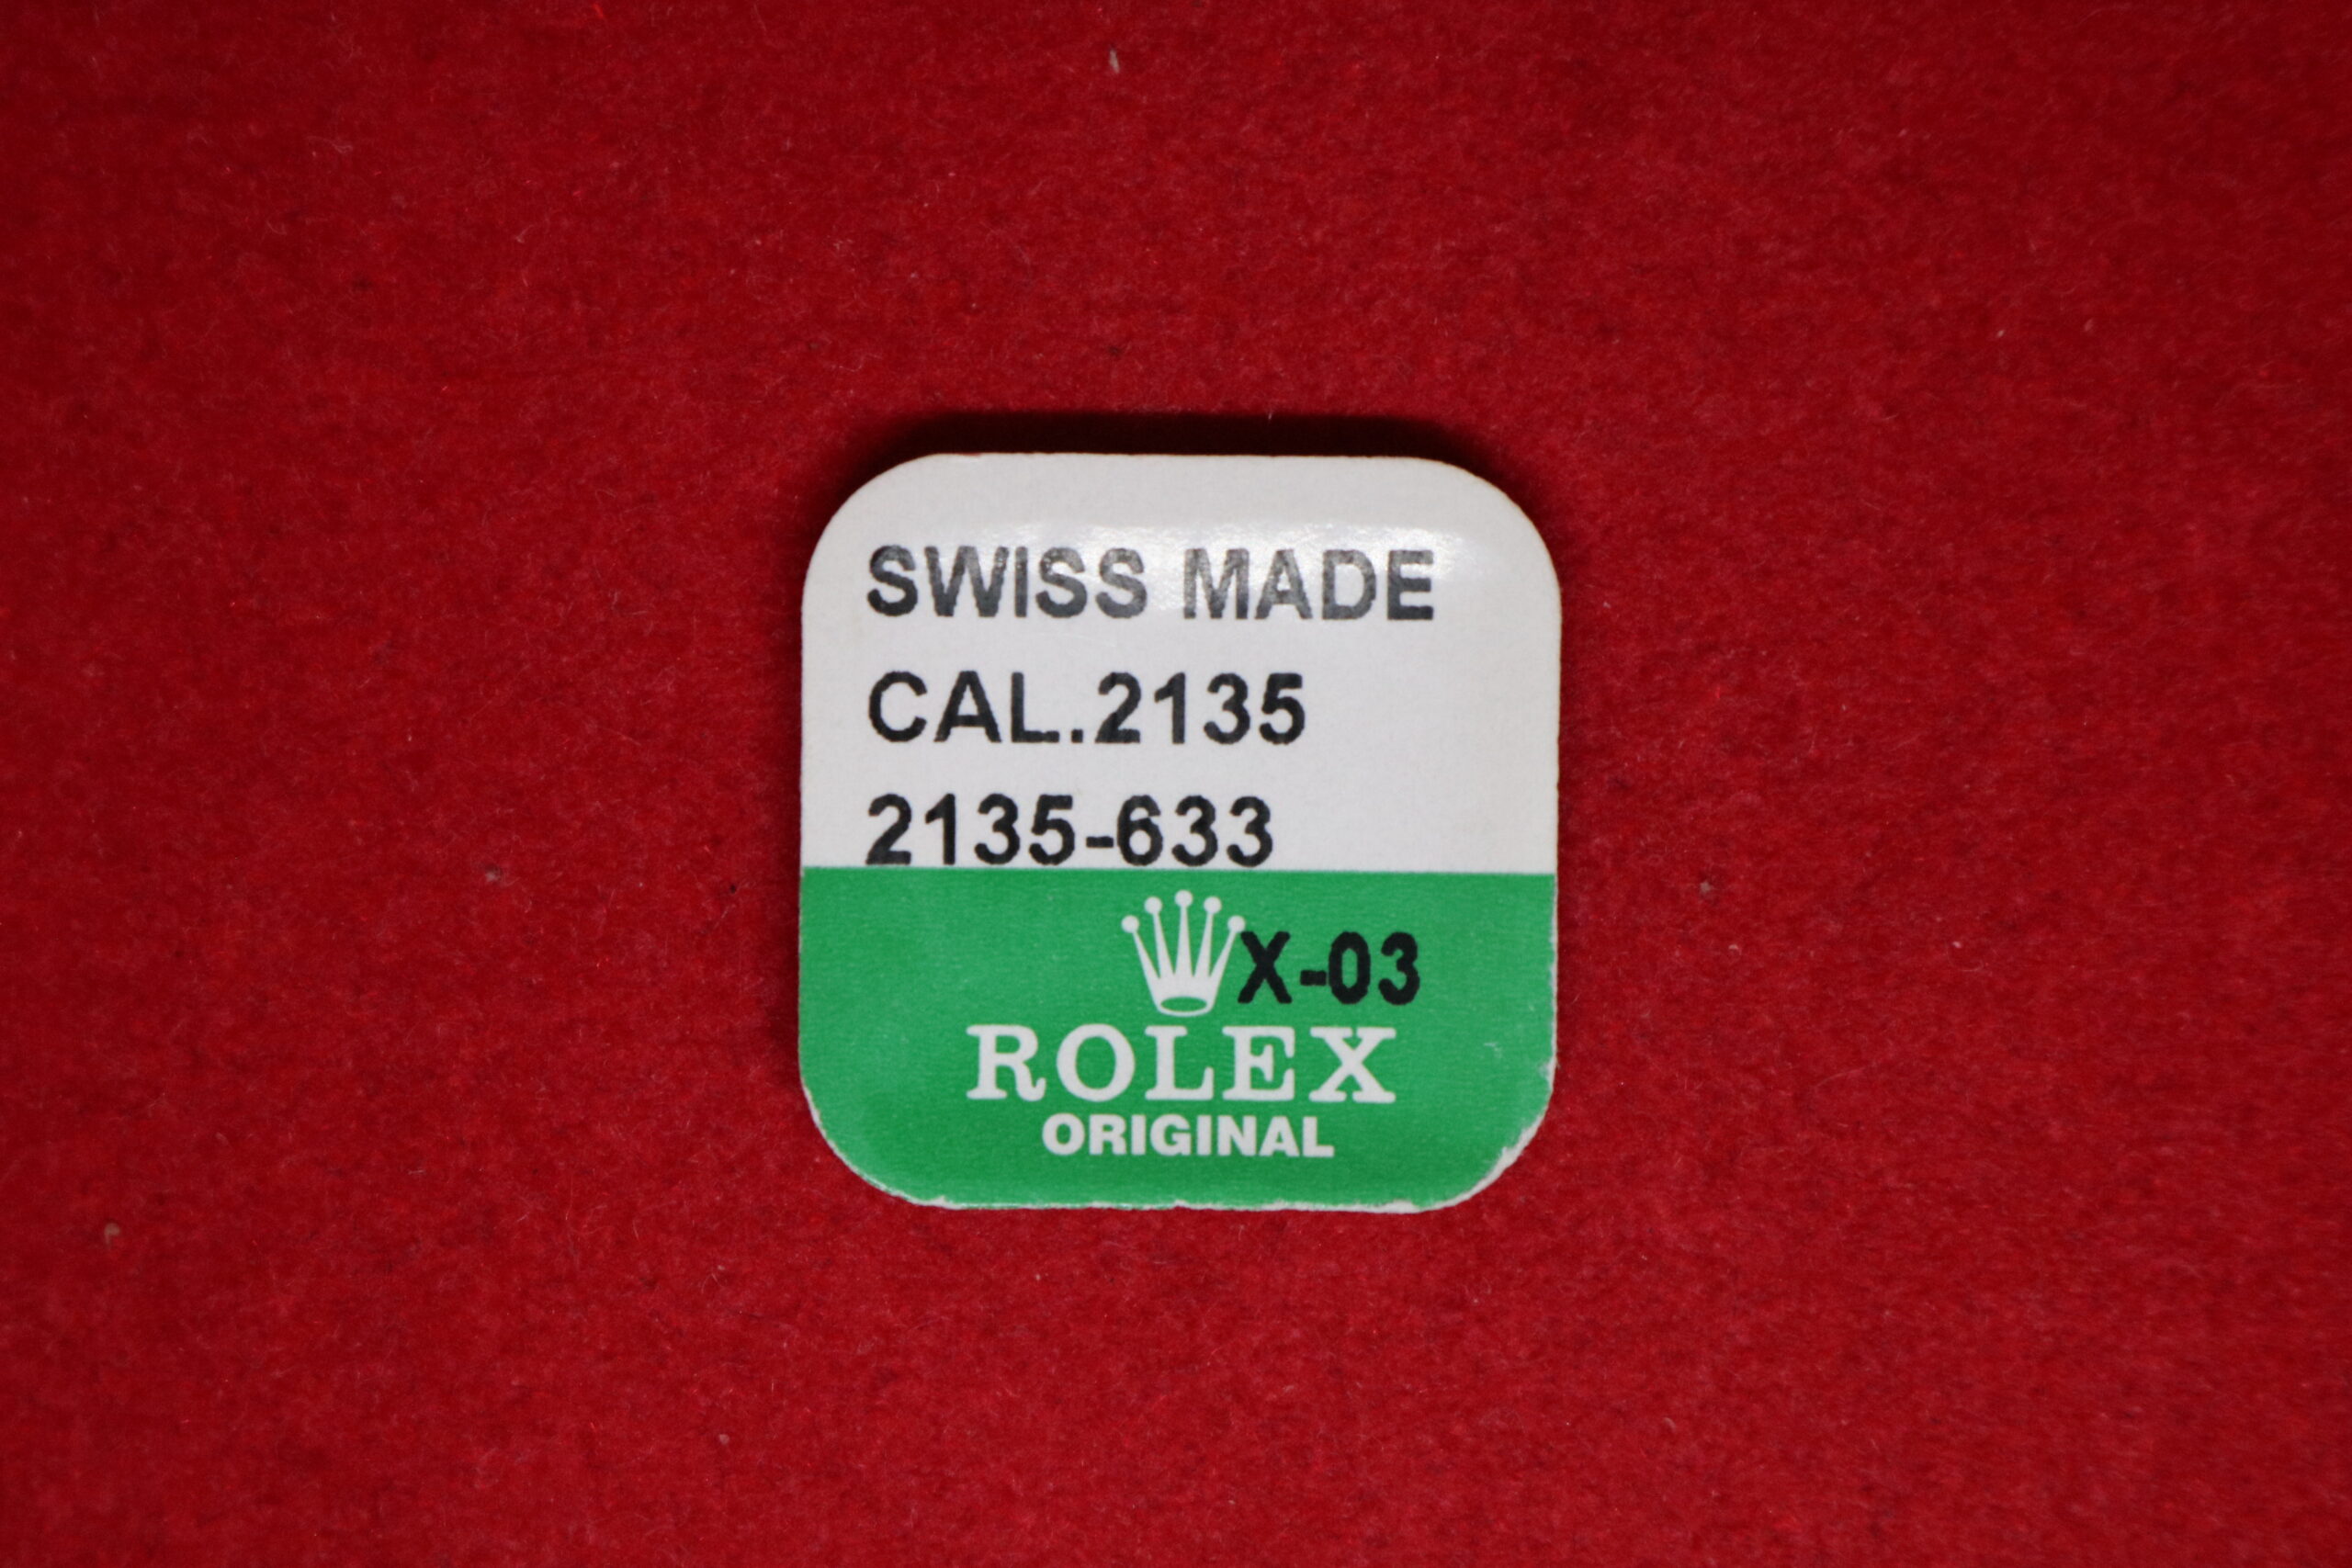 SWISS MADE
CAL.2135
2135-633
X-03
ROLEX
ORIGINAL